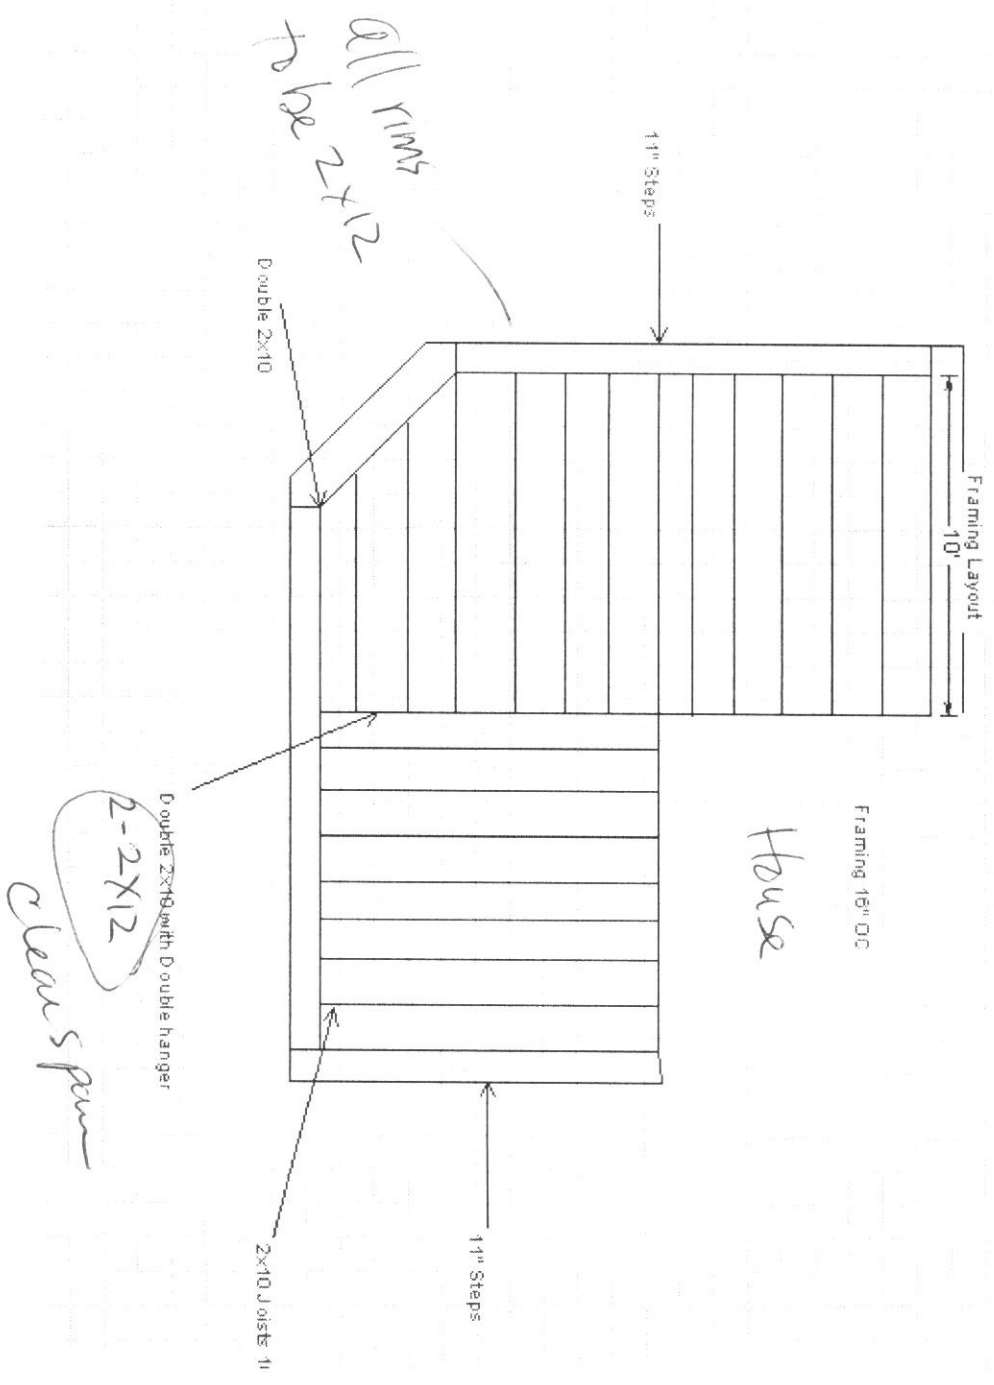 Framing Layout
10'
Framing 16" OC
House
11" Steps
11" Steps
all rims
to be 2x12
Double 2x10
Double 2x10 with Double hanger
2-2x12
Clear span
2x10 Joists 1